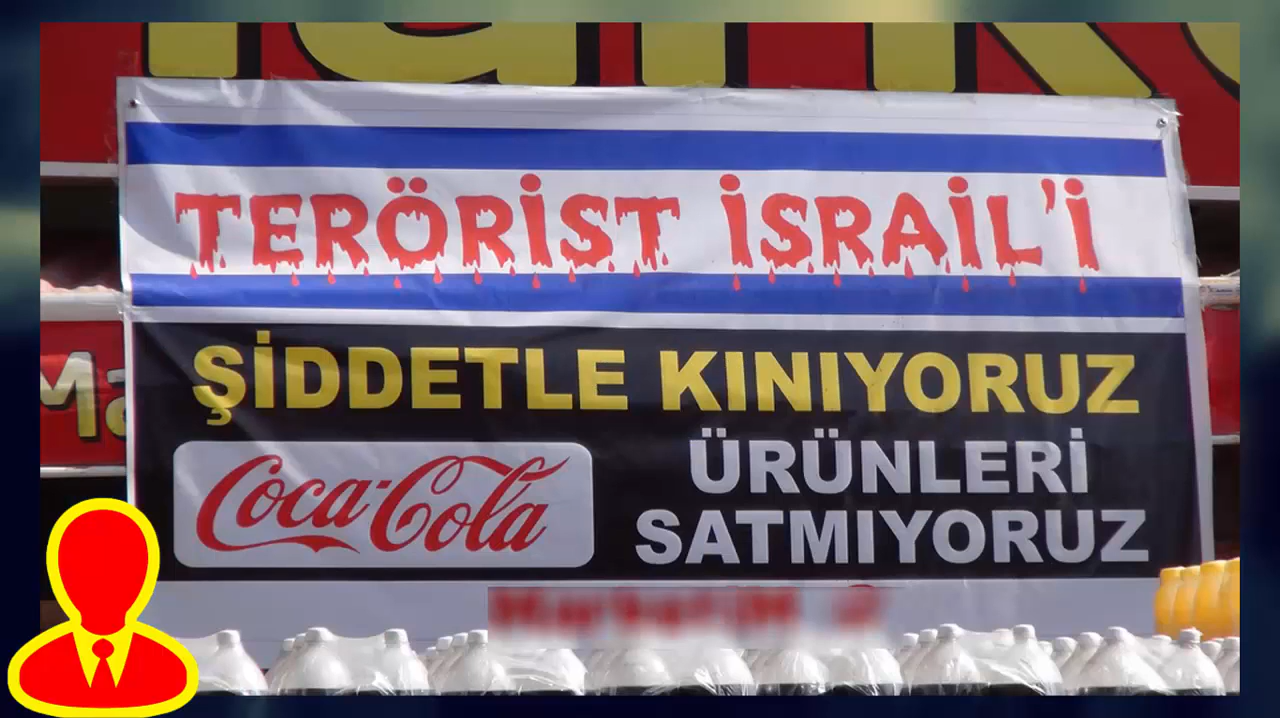 TERÖRİST İSRAİL'İ
ŞİDDETLE KINIYORUZ
Coca-Cola
ÜRÜNLERİ
SATMIYORUZ